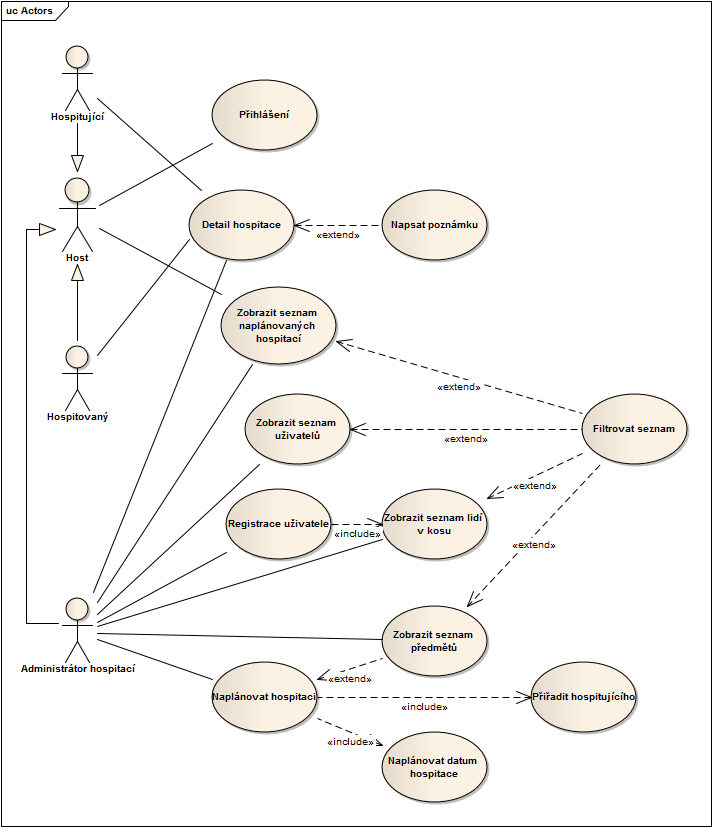 uc Actors
Hospitující
Přihlášení
Host
Detail hospitace
Napsat poznámku
«extend»
Zobrazit seznam
naplánovaných
hospitací
«extend»
Hospitovaný
Zobrazit seznam
uživatelů
«extend»
Filtrovat seznam
«extend»
Registrace uživatele
«include»
Zobrazit seznam lidí
v kosu
«extend»
Administrátor hospitací
Zobrazit seznam
předmětů
«extend»
Naplánovat hospitaci
«include»
Přiřadit hospitujícího
«include»
Naplánovat datum
hospitace